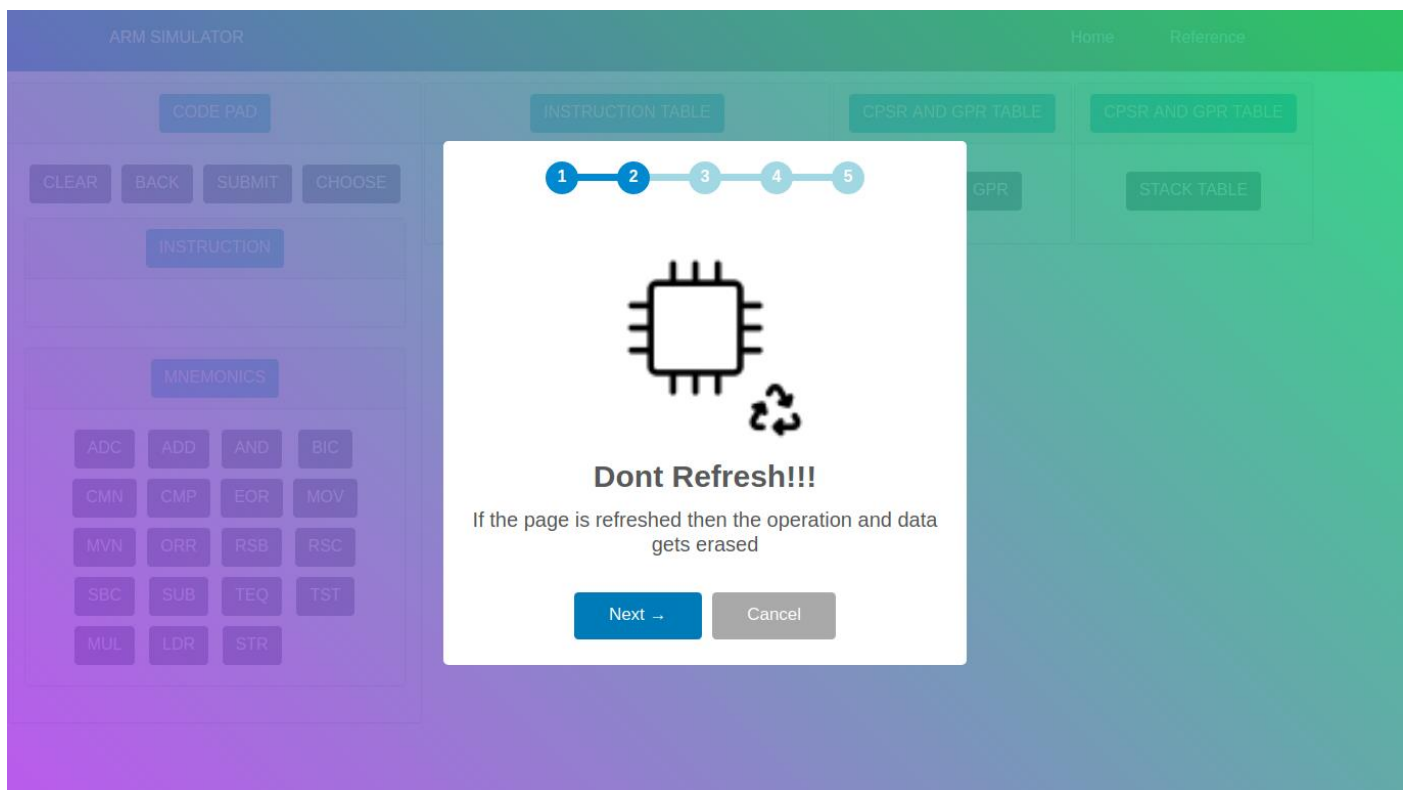 ARM SIMULATOR Home Reference
CODE PAD INSTRUCTION TABLE CPSR AND GPR TABLE CPSR AND GPR TABLE
CLEAR BACK SUBMIT CHOOSE
GPR STACK TABLE
INSTRUCTION
MNEMONICS
ADC ADD AND BIC
CMN CMP EOR MOV
MVN ORR RSB RSC
SBC SUB TEQ TST
MUL LDR STR
1 2 3 4 5
Dont Refresh!!!
If the page is refreshed then the operation and data
gets erased
Next →
Cancel